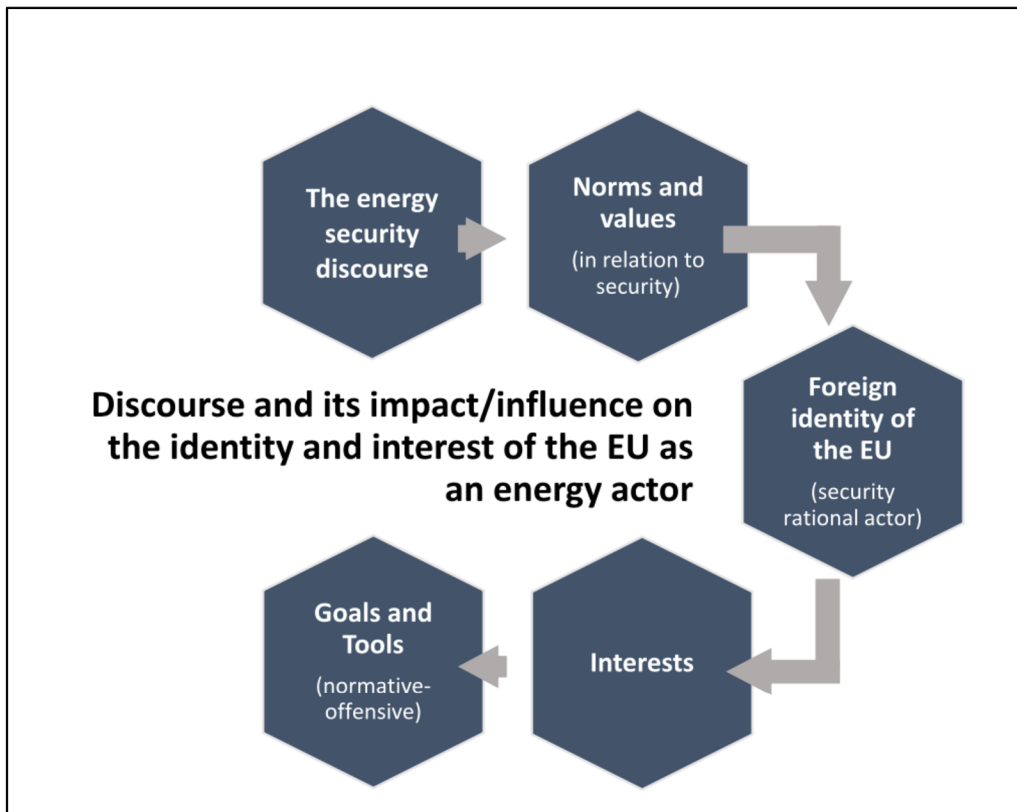 The energy
security
discourse
Norms and
values
(in relation to
security)
Foreign
identity of
the EU
(security
rational actor)
Discourse and its impact/influence on
the identity and interest of the EU as
an energy actor
Interests
Goals and
Tools
(normative-
offensive)